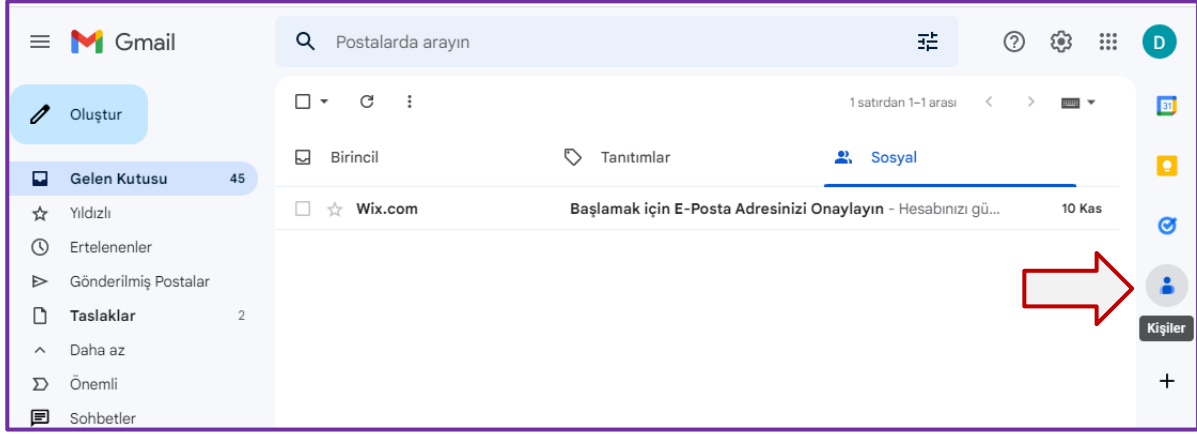 Gmail
Postalarda arayın
D
Oluştur
1 satırdan 1–1 arası
31
Birincil
Tanıtımlar
Sosyal
Gelen Kutusu 45
Wix.com Başlamak için E-Posta Adresinizi Onaylayın - Hesabınızı gü... 10 Kas
Yıldızlı
Ertelenenler
Gönderilmiş Postalar
Taslaklar 2
Kişiler
Daha az
Önemli
Sohbetler